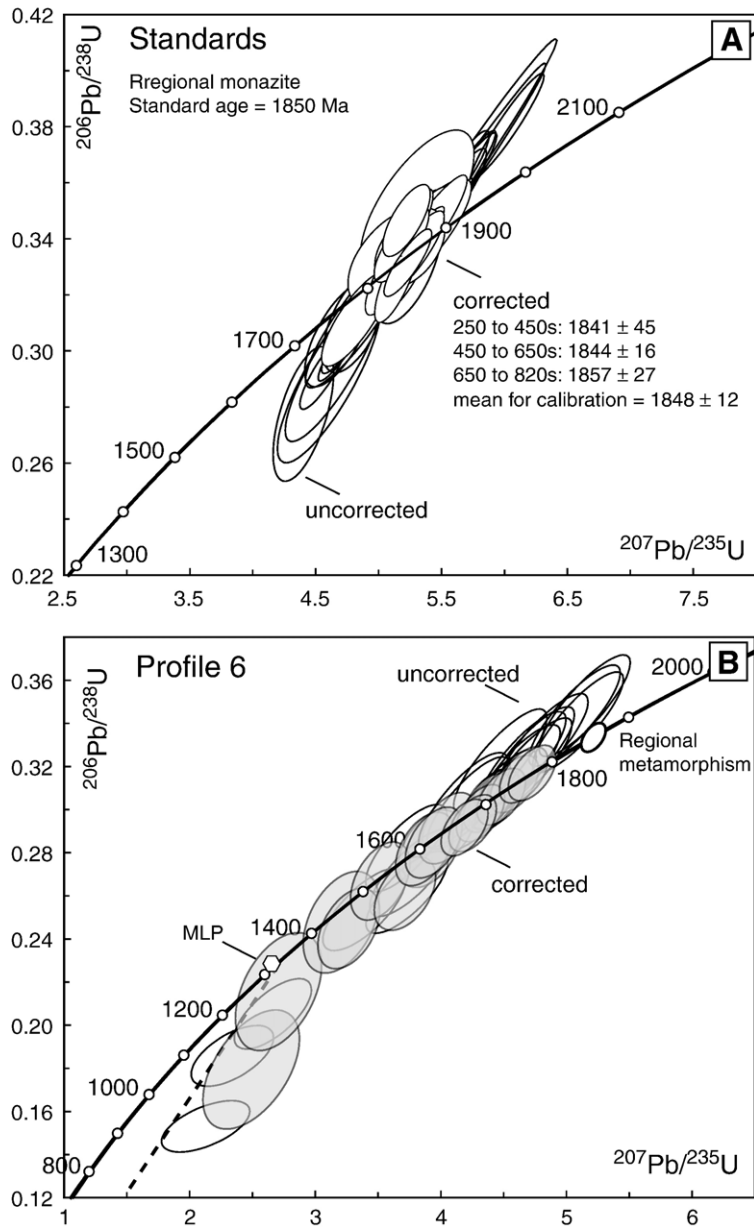 0.42
Standards
A
Rregional monazite
Standard age = 1850 Ma
206Pb/238U
2100
0.38
0.34
1900
corrected
250 to 450s: 1841 ± 45
450 to 650s: 1844 ± 16
650 to 820s: 1857 ± 27
mean for calibration = 1848 ± 12
1700
0.30
1500
0.26
uncorrected
207Pb/235U
1300
0.22
2.5 3.5 4.5 5.5 6.5 7.5
Profile 6
B
2000
uncorrected
0.36
206Pb/238U
Regional
metamorphism
0.32
1800
1600
0.28
corrected
1400
MLP
0.24
1200
0.20
1000
0.16
800
207Pb/235U
0.12
1 2 3 4 5 6